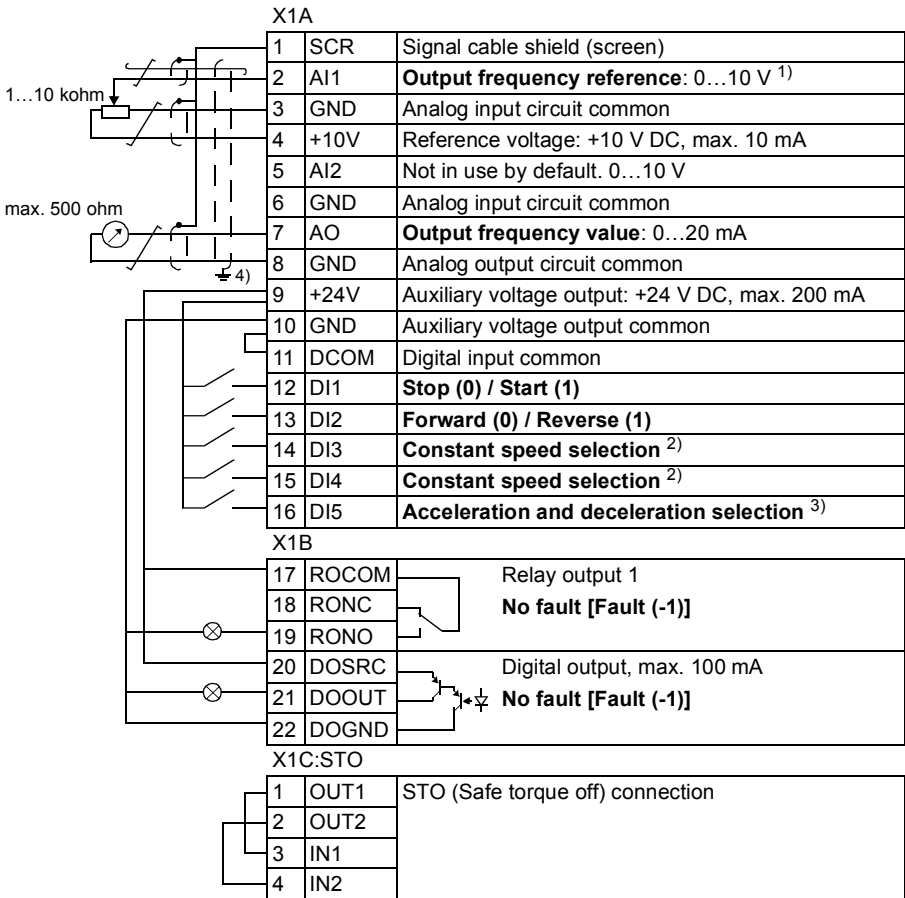 X1A
1 SCR Signal cable shield (screen)
2 AI1 Output frequency reference: 0…10 V 1)
1…10 kohm
3 GND Analog input circuit common
4 +10V Reference voltage: +10 V DC, max. 10 mA
5 AI2 Not in use by default. 0…10 V
6 GND Analog input circuit common
max. 500 ohm
7 AO Output frequency value: 0…20 mA
8 GND Analog output circuit common
4)
9 +24V Auxiliary voltage output: +24 V DC, max. 200 mA
10 GND Auxiliary voltage output common
11 DCOM Digital input common
12 DI1 Stop (0) / Start (1)
13 DI2 Forward (0) / Reverse (1)
14 DI3 Constant speed selection 2)
15 DI4 Constant speed selection 2)
16 DI5 Acceleration and deceleration selection 3)
X1B
17 ROCOM Relay output 1
18 RONC No fault [Fault (-1)]
19 RONO
20 DOSRC Digital output, max. 100 mA
21 DOOUT No fault [Fault (-1)]
22 DOGND
X1C:STO
1 OUT1 STO (Safe torque off) connection
2 OUT2
3 IN1
4 IN2